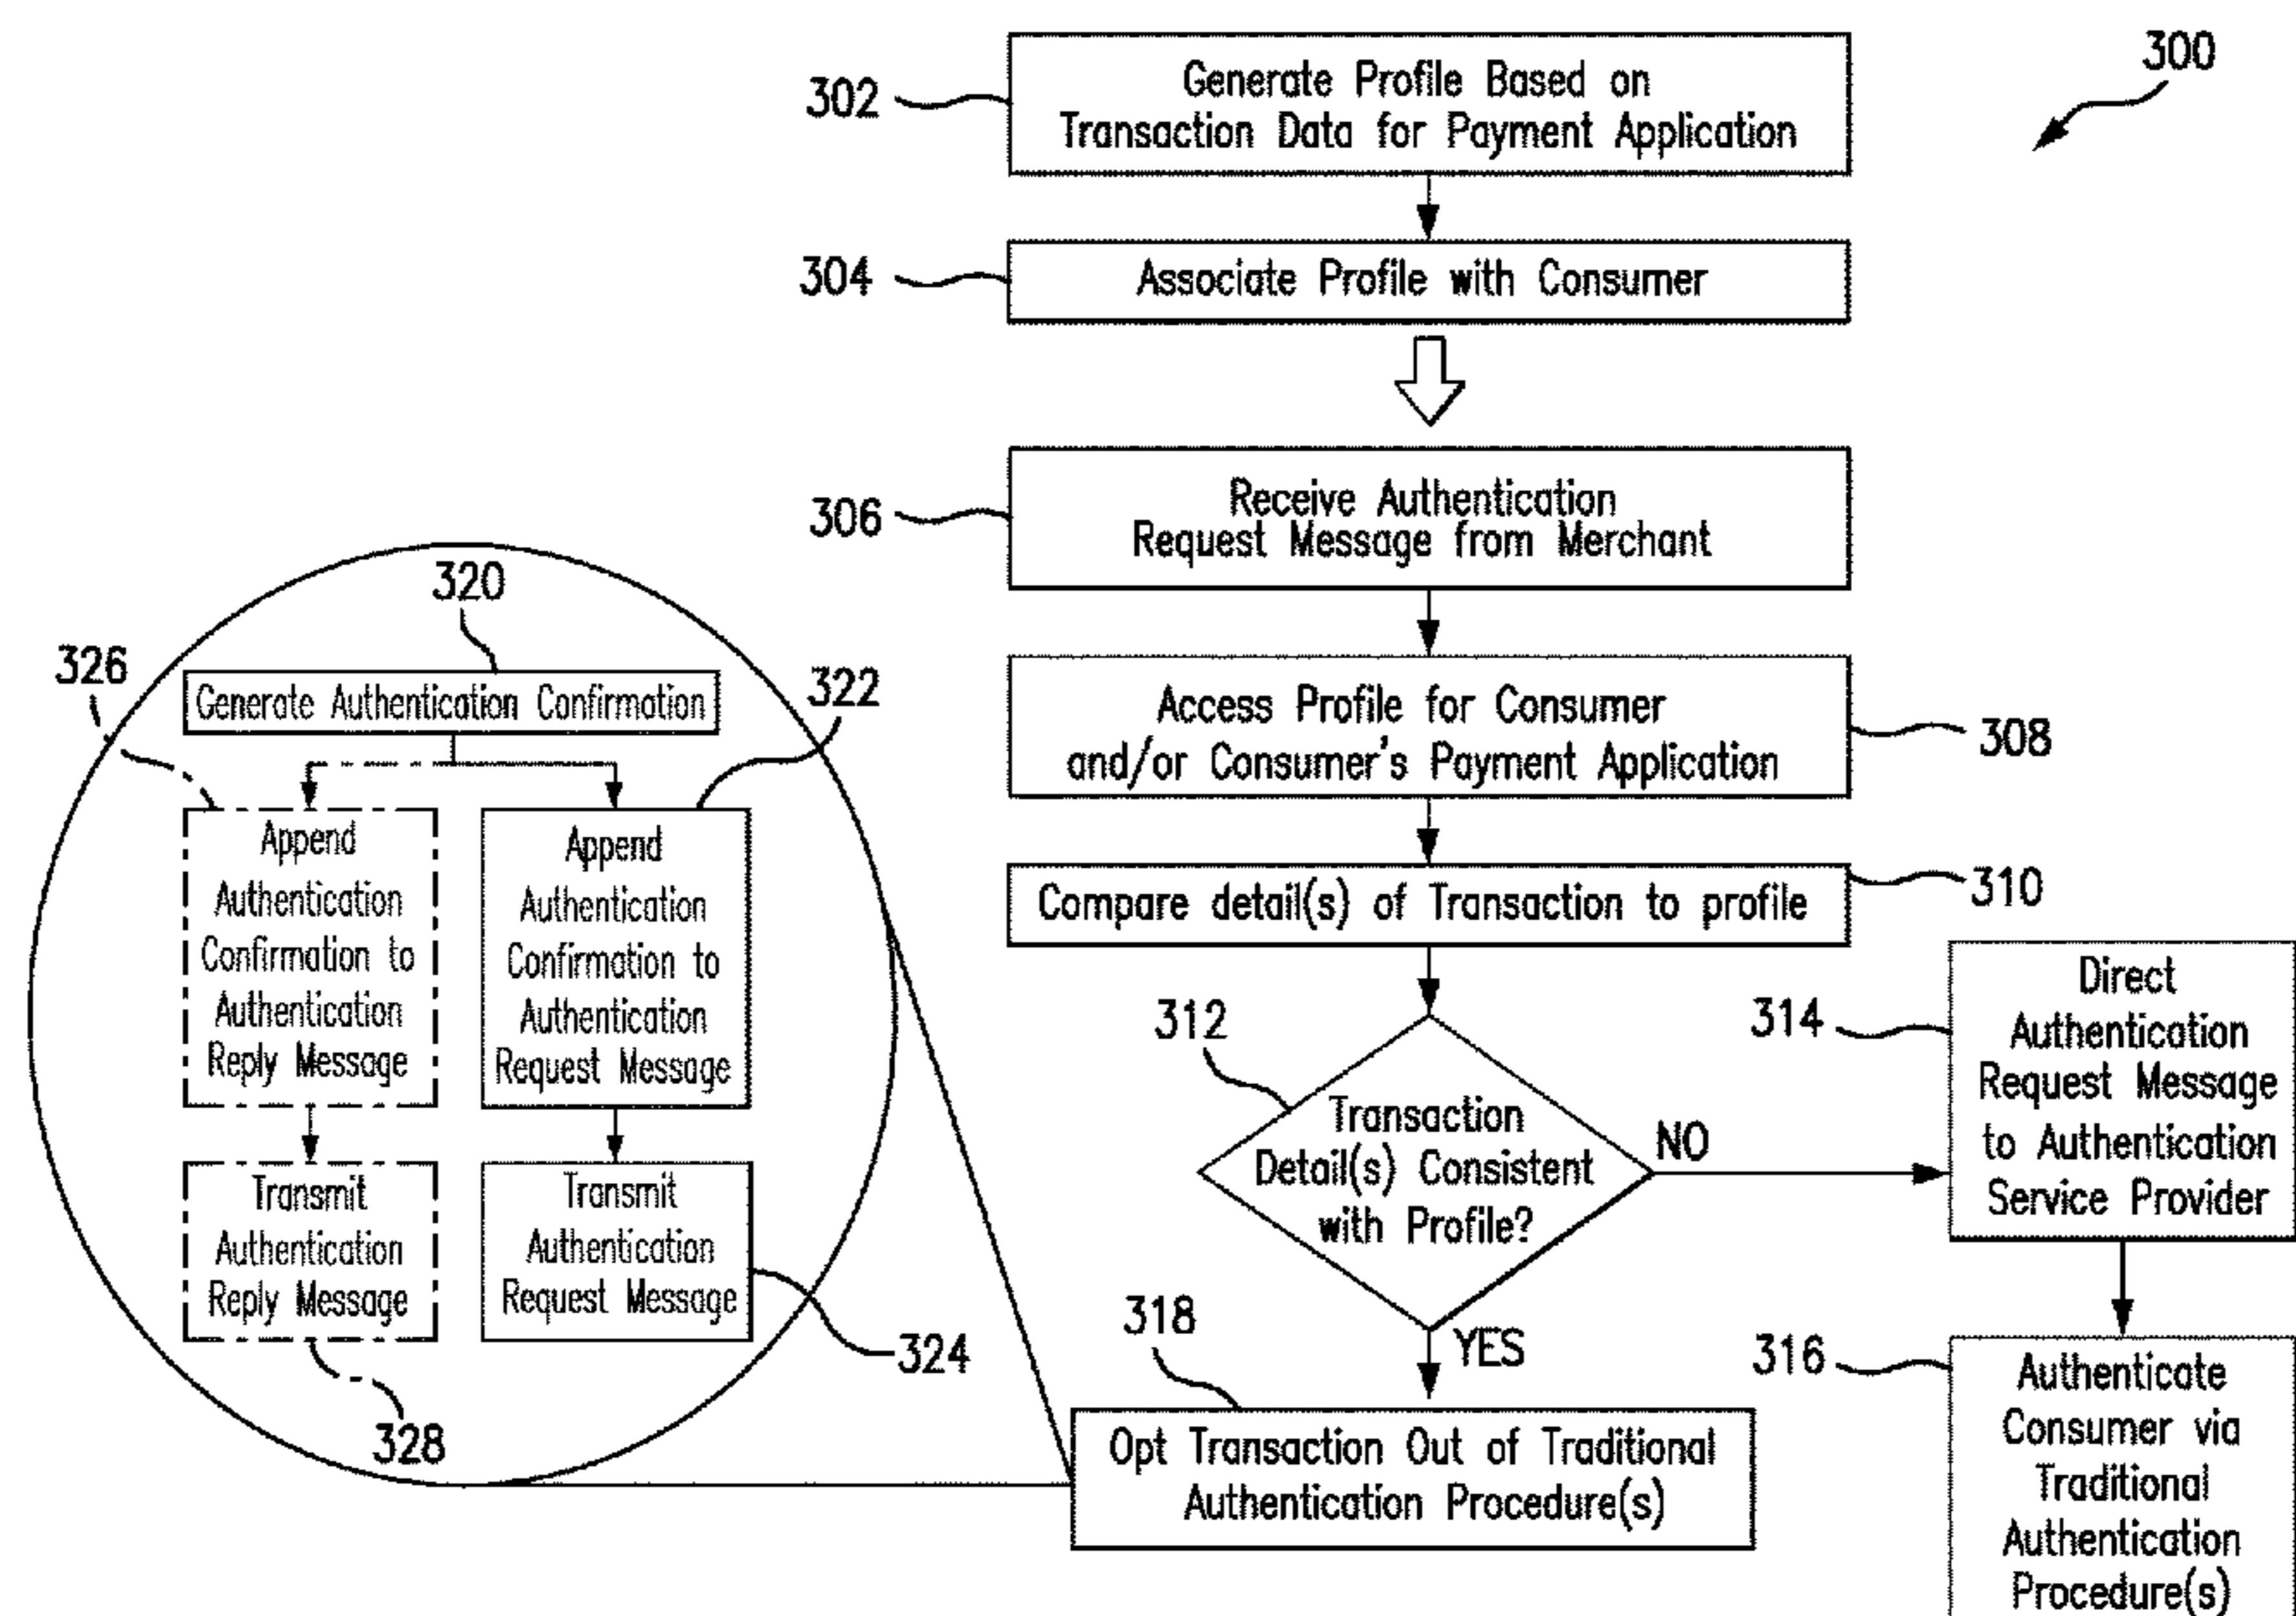 300
302
Generate Profile Based on
Transaction Data for Payment Application
304
Associate Profile with Consumer
306
Receive Authentication
Request Message from Merchant
308
Access Profile for Consumer
and/or Consumer's Payment Application
310
Compare detail(s) of Transaction to profile
312
Transaction
Detail(s) Consistent
with Profile?
NO
YES
314
Direct
Authentication
Request Message
to Authentication
Service Provider
316
Authenticate
Consumer via
Traditional
Authentication
Procedure(s)
318
Opt Transaction Out of Traditional
Authentication Procedure(s)
320
Generate Authentication Confirmation
322
Append
Authentication
Confirmation to
Authentication
Request Message
324
Transmit
Authentication
Request Message
326
Append
Authentication
Confirmation to
Authentication
Reply Message
328
Transmit
Authentication
Reply Message